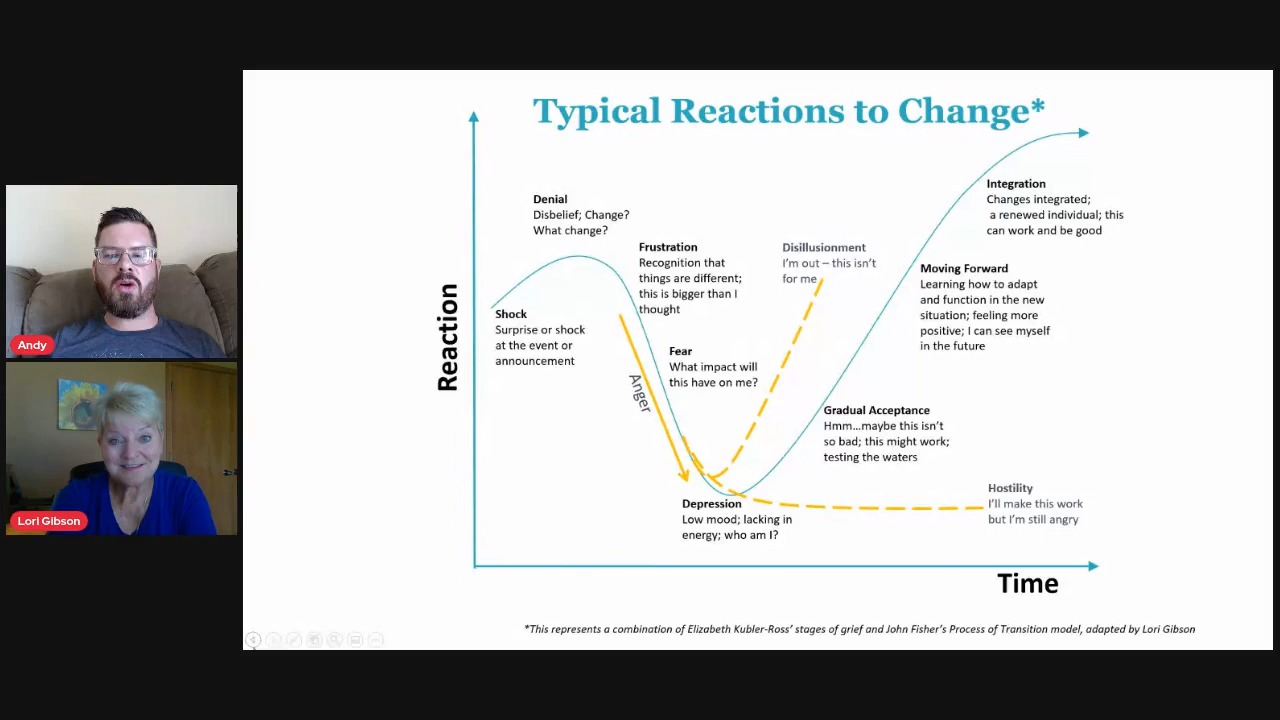 Typical Reactions to Change*
Reaction
Denial
Disbelief; Change?
What change?
Shock
Surprise or shock
at the event or
announcement
Frustration
Recognition that
things are different;
this is bigger than I
thought
Anger
Fear
What impact will
this have on me?
Depression
Low mood; lacking in
energy; who am I?
Disillusionment
I'm out – this isn't
for me
Gradual Acceptance
Hmm…maybe this isn't
so bad; this might work;
testing the waters
Hostility
I'll make this work
but I'm still angry
Moving Forward
Learning how to adapt
and function in the new
situation; feeling more
positive; I can see myself
in the future
Integration
Changes integrated;
a renewed individual; this
can work and be good
Time
*This represents a combination of Elizabeth Kubler-Ross' stages of grief and John Fisher's Process of Transition model, adapted by Lori Gibson
Andy
Lori Gibson